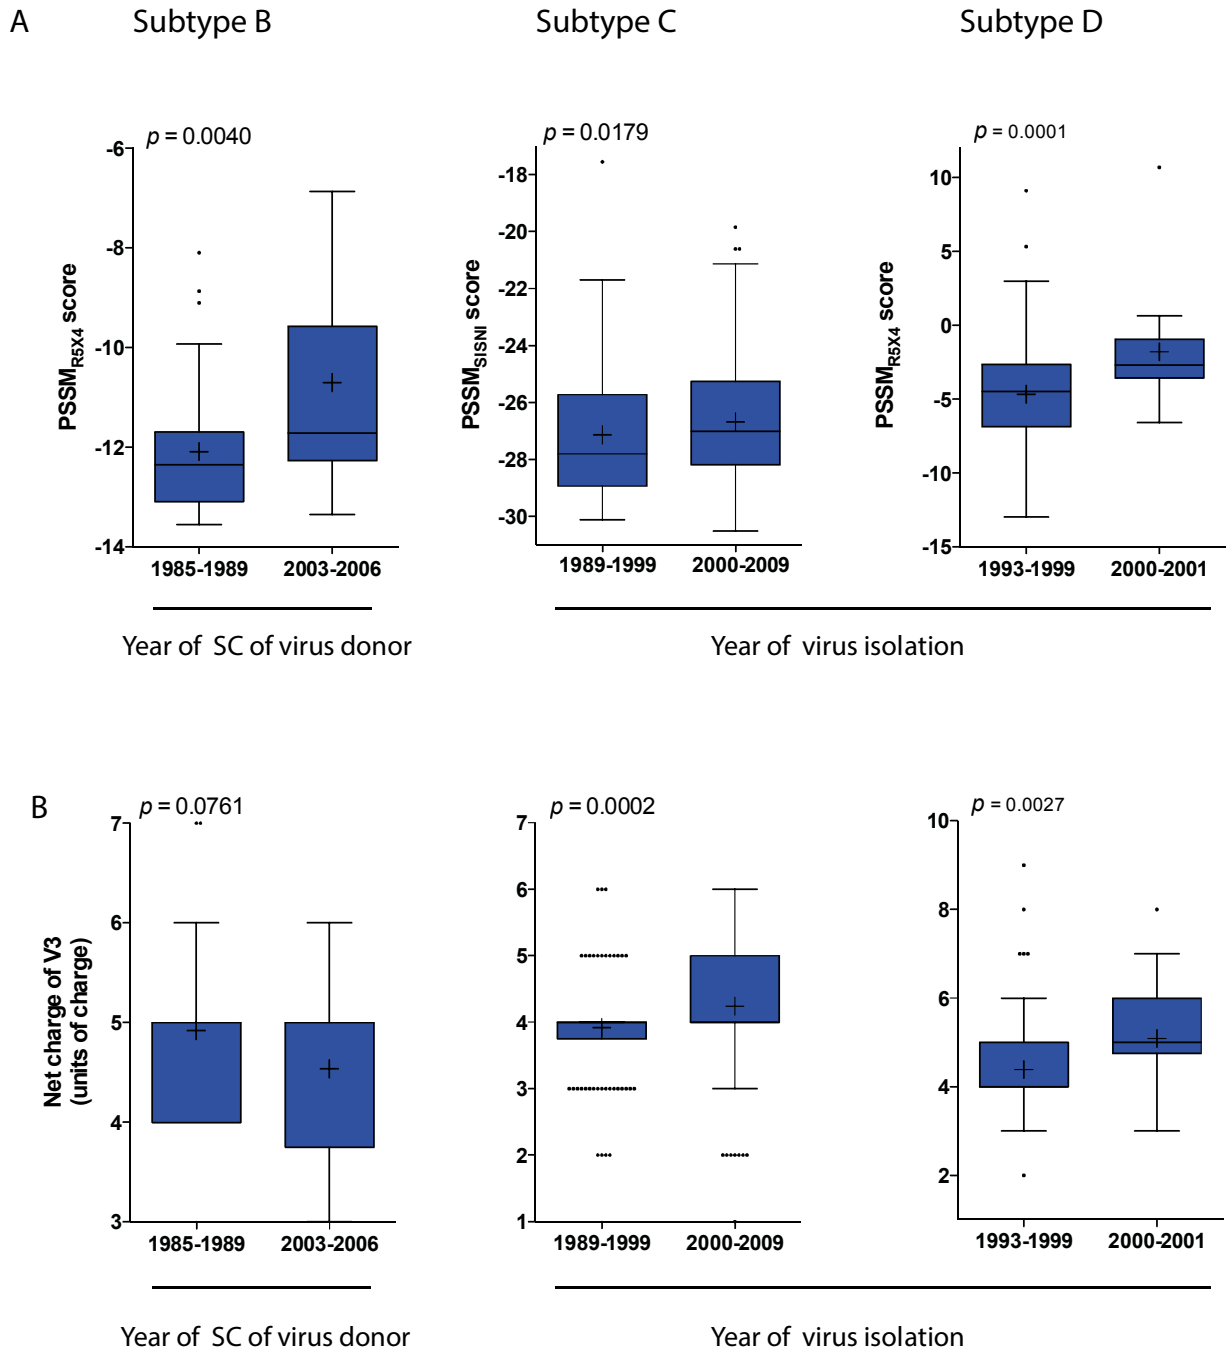 A
Subtype B
Subtype C
Subtype D
p = 0.0040
p = 0.0179
p = 0.0001
PSSMR5X4 score
-6
-8
-10
-12
-14
1985-1989 2003-2006
PSSMSISNI score
-18
-20
-22
-24
-26
-28
-30
1989-1999 2000-2009
PSSMR5X4 score
10
5
0
-5
-10
-15
1993-1999 2000-2001
Year of SC of virus donor
Year of virus isolation
B
p = 0.0761
p = 0.0002
p = 0.0027
Net charge of V3
(units of charge)
7
6
5
4
3
1985-1989 2003-2006
7
6
5
4
3
2
1
1989-1999 2000-2009
10
8
6
4
2
1993-1999 2000-2001
Year of SC of virus donor
Year of virus isolation